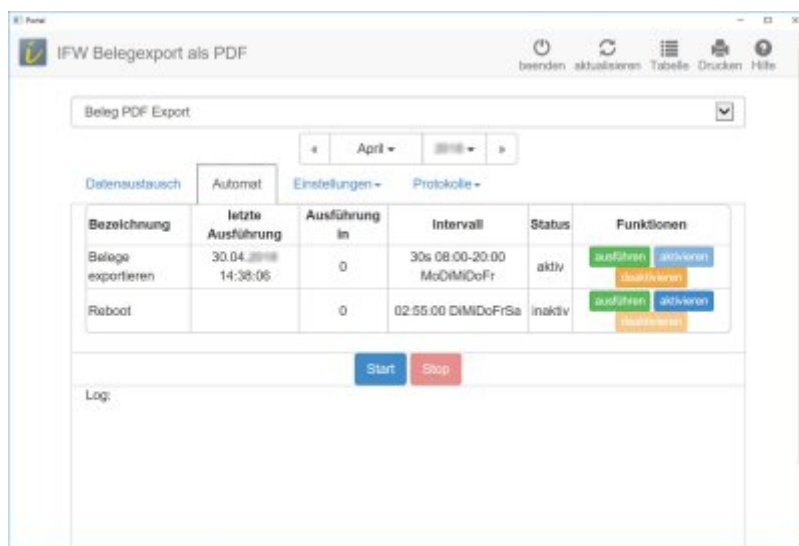 Portal
IFW Belegexport als PDF
beenden aktualisieren Tabelle Drucken Hilfe
Beleg PDF Export
« April »
Datenaustausch Automat Einstellungen Protokolle
Bezeichnung letzte Ausführung Ausführung in Intervall Status Funktionen
Belege exportieren 30.04. 14:38:06 0 30s 08:00-20:00 MoDiMiDoFr aktiv ausführen aktivieren deaktivieren
Reboot 0 02:55:00 DiMiDoFrSa inaktiv ausführen aktivieren deaktivieren
Start Stop
Log: